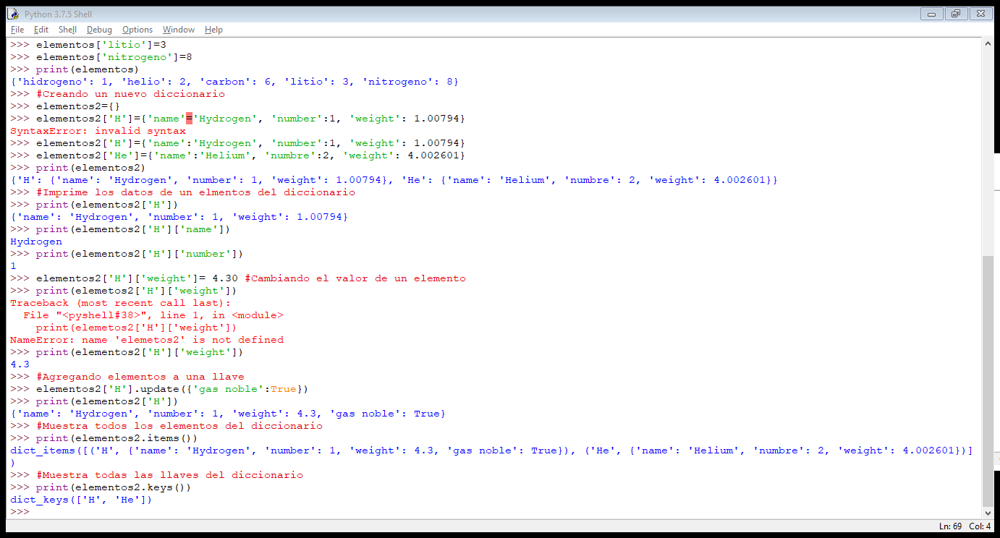 Python 3.7.5 Shell
File Edit Shell Debug Options Window Help
>>> elementos['litio']=3
>>> elementos['nitrogeno']=8
>>> print(elementos)
{'hidrogeno': 1, 'helio': 2, 'carbon': 6, 'litio': 3, 'nitrogeno': 8}
>>> #Creando un nuevo diccionario
>>> elementos2={}
>>> elementos2['H']={'name'='Hydrogen', 'number':1, 'weight': 1.00794}
SyntaxError: invalid syntax
>>> elementos2['H']={'name':'Hydrogen', 'number':1, 'weight': 1.00794}
>>> elementos2['He']={'name':'Helium', 'numbre':2, 'weight': 4.002601}
>>> print(elementos2)
{'H': {'name': 'Hydrogen', 'number': 1, 'weight': 1.00794}, 'He': {'name': 'Helium', 'numbre': 2, 'weight': 4.002601}}
>>> #Imprime los datos de un elmentos del diccionario
>>> print(elementos2['H'])
{'name': 'Hydrogen', 'number': 1, 'weight': 1.00794}
>>> print(elementos2['H']['name'])
Hydrogen
>>> print(elementos2['H']['number'])
1
>>> elementos2['H']['weight']= 4.30 #Cambiando el valor de un elemento
>>> print(elemetos2['H']['weight'])
Traceback (most recent call last):
  File "<pyshell#38>", line 1, in <module>
    print(elemetos2['H']['weight'])
NameError: name 'elemetos2' is not defined
>>> print(elementos2['H']['weight'])
4.3
>>> #Agregando elementos a una llave
>>> elementos2['H'].update({'gas noble':True})
>>> print(elementos2['H'])
{'name': 'Hydrogen', 'number': 1, 'weight': 4.3, 'gas noble': True}
>>> #Muestra todos los elementos del diccionario
>>> print(elementos2.items())
dict_items([('H', {'name': 'Hydrogen', 'number': 1, 'weight': 4.3, 'gas noble': True}), ('He', {'name': 'Helium', 'numbre': 2, 'weight': 4.002601})]
)
>>> #Muestra todas las llaves del diccionario
>>> print(elementos2.keys())
dict_keys(['H', 'He'])
>>>
Ln: 69 Col: 4